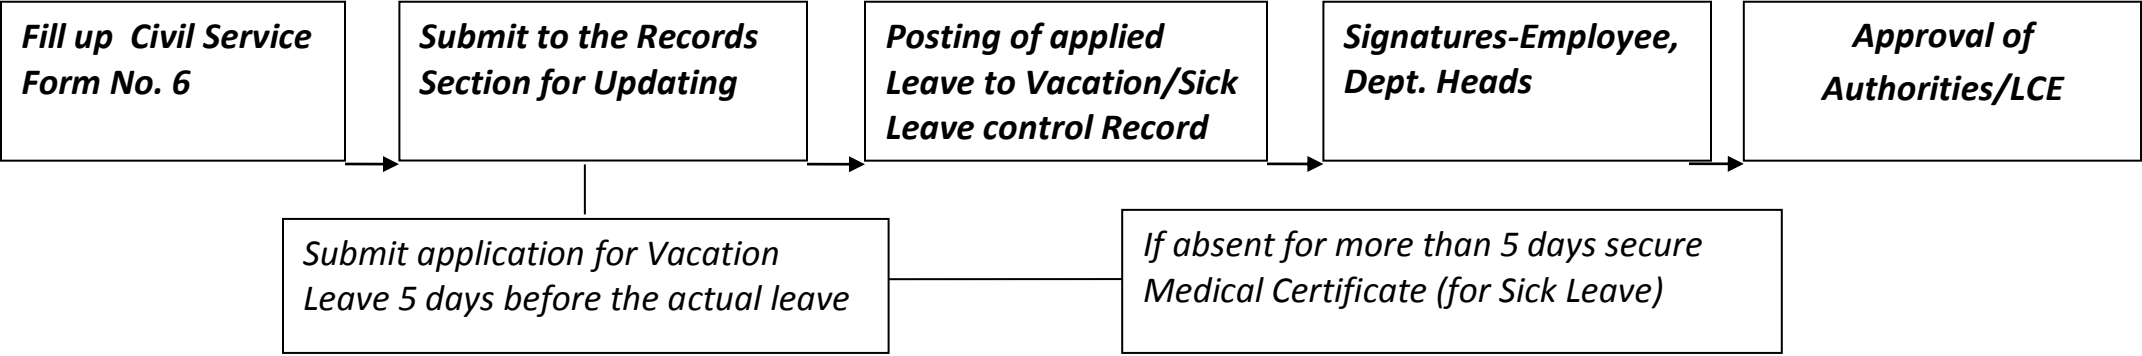 Fill up  Civil Service
Form No. 6
Submit to the Records
Section for Updating
Posting of applied
Leave to Vacation/Sick
Leave control Record
Signatures-Employee,
Dept. Heads
Approval of
Authorities/LCE
Submit application for Vacation
Leave 5 days before the actual leave
If absent for more than 5 days secure
Medical Certificate (for Sick Leave)